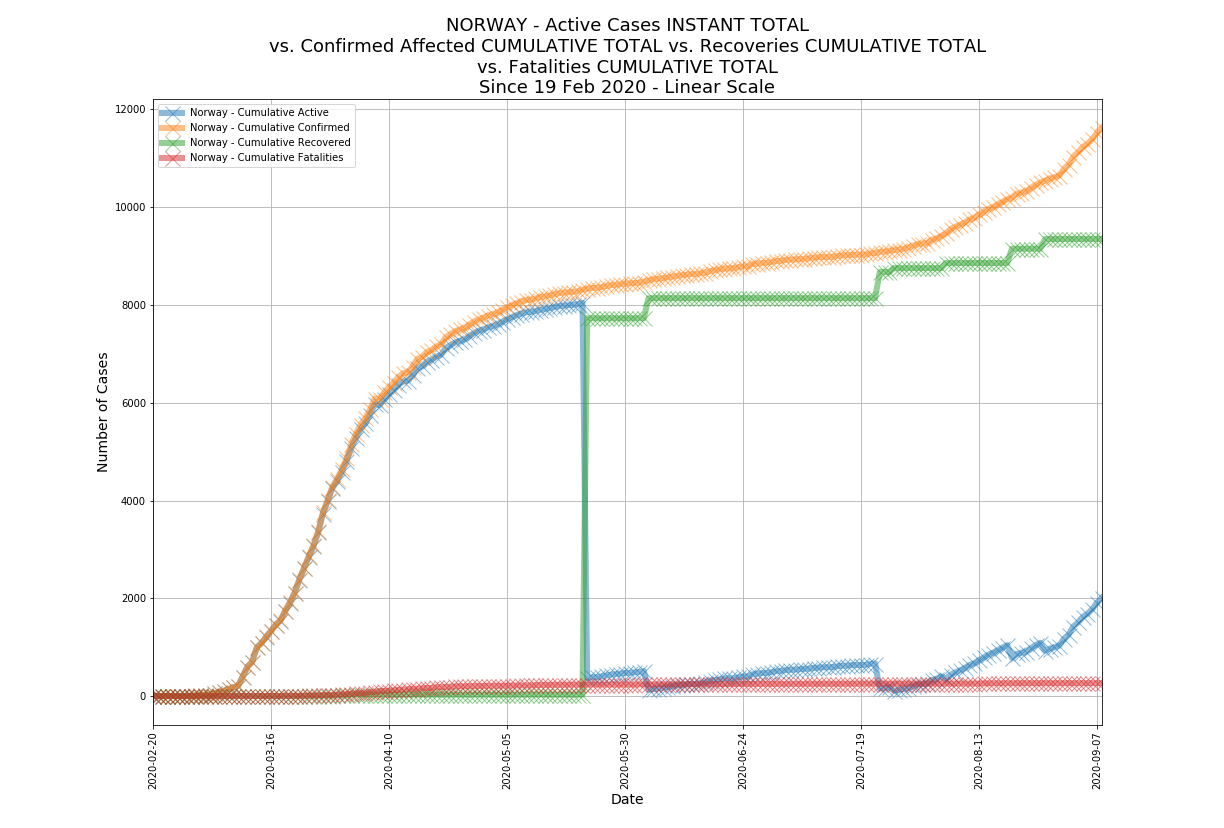 NORWAY - Active Cases INSTANT TOTAL
vs. Confirmed Affected CUMULATIVE TOTAL vs. Recoveries CUMULATIVE TOTAL
vs. Fatalities CUMULATIVE TOTAL
Since 19 Feb 2020 - Linear Scale
Norway - Cumulative Active
Norway - Cumulative Confirmed
Norway - Cumulative Recovered
Norway - Cumulative Fatalities
Number of Cases
12000
10000
8000
6000
4000
2000
0
2020-02-20
2020-03-16
2020-04-10
2020-05-05
2020-05-30
2020-06-24
2020-07-19
2020-08-13
2020-09-07
Date